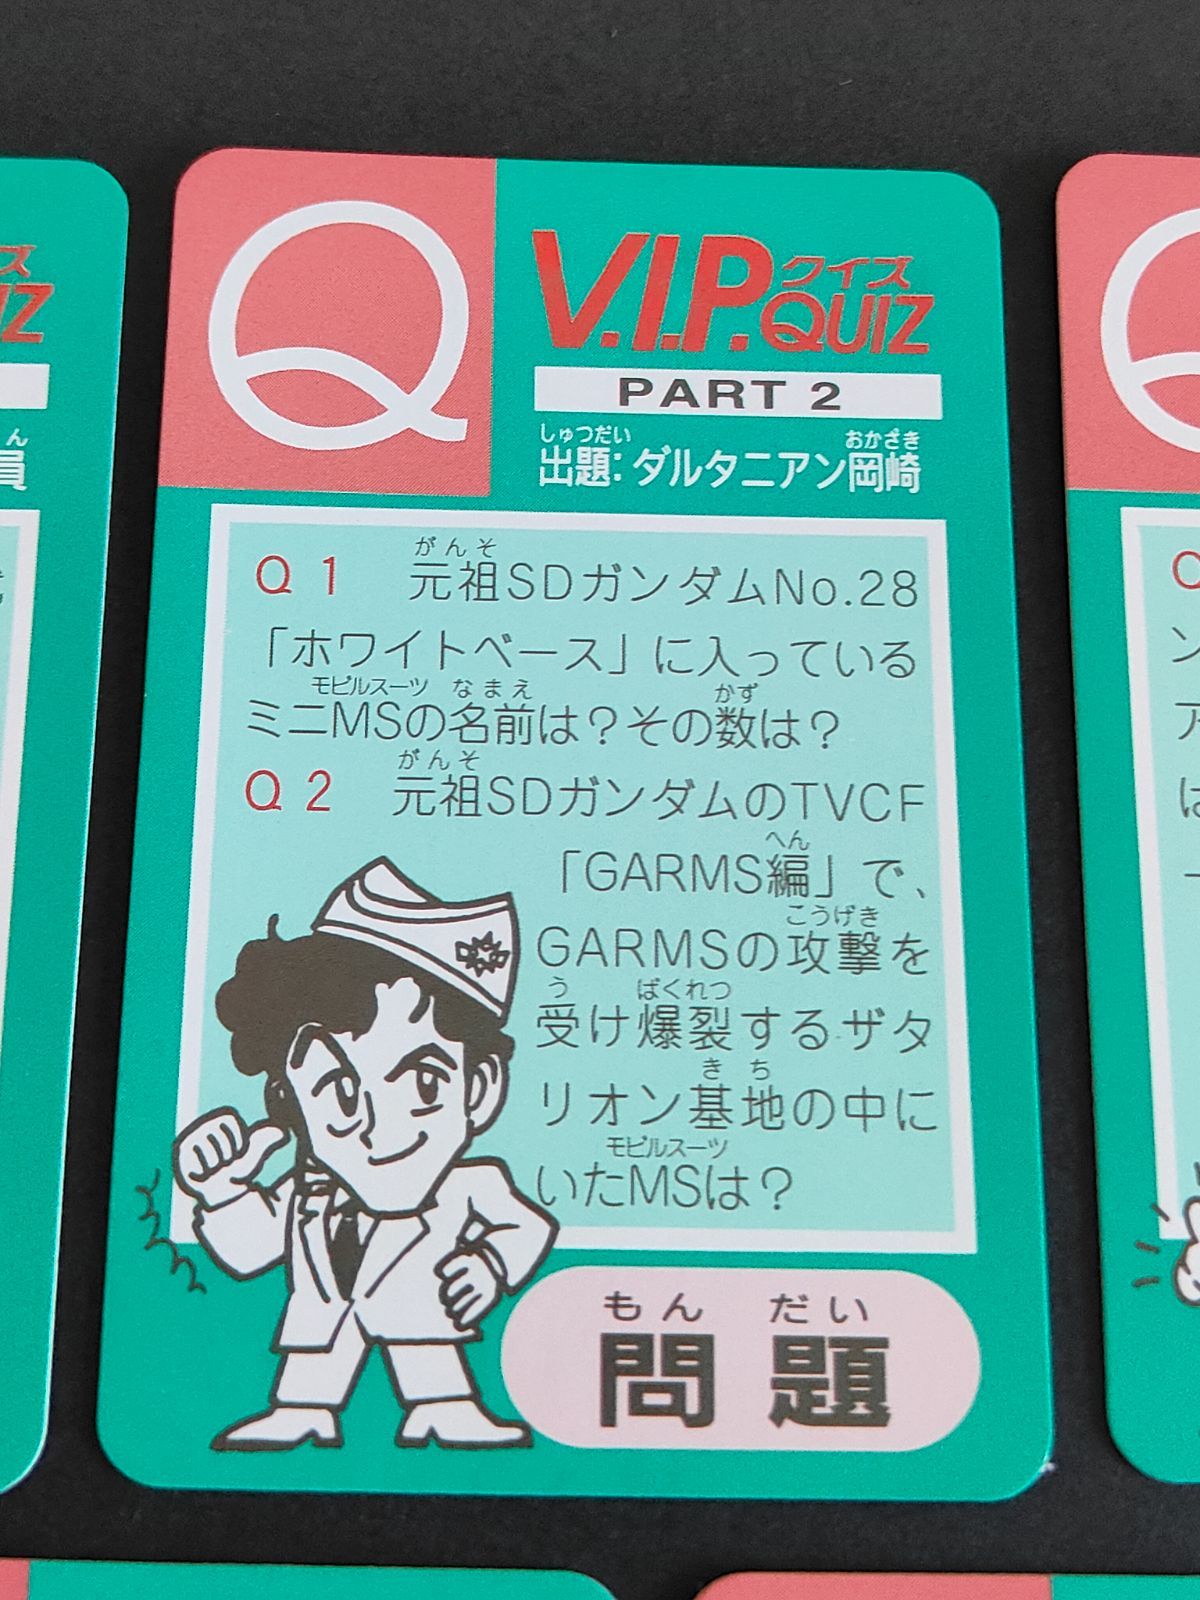 Q
V.I.P.クイズ
QUIZ
PART 2
しゅつだい おかざき
出題: ダルタニアン岡崎
がんそ
Q1 元祖SDガンダムNo.28
「ホワイトベース」に入っている
モビルスーツ なまえ かず
ミニMSの名前は?その数は?
がんそ
Q2 元祖SDガンダムのTVCF
へん
「GARMS編」で、
こうげき
GARMSの攻撃を
う ばくれつ
受け爆裂するザタ
きち
リオン基地の中に
モビルスーツ
いたMSは?
もんだい
問題
ス
IZ
ん
員